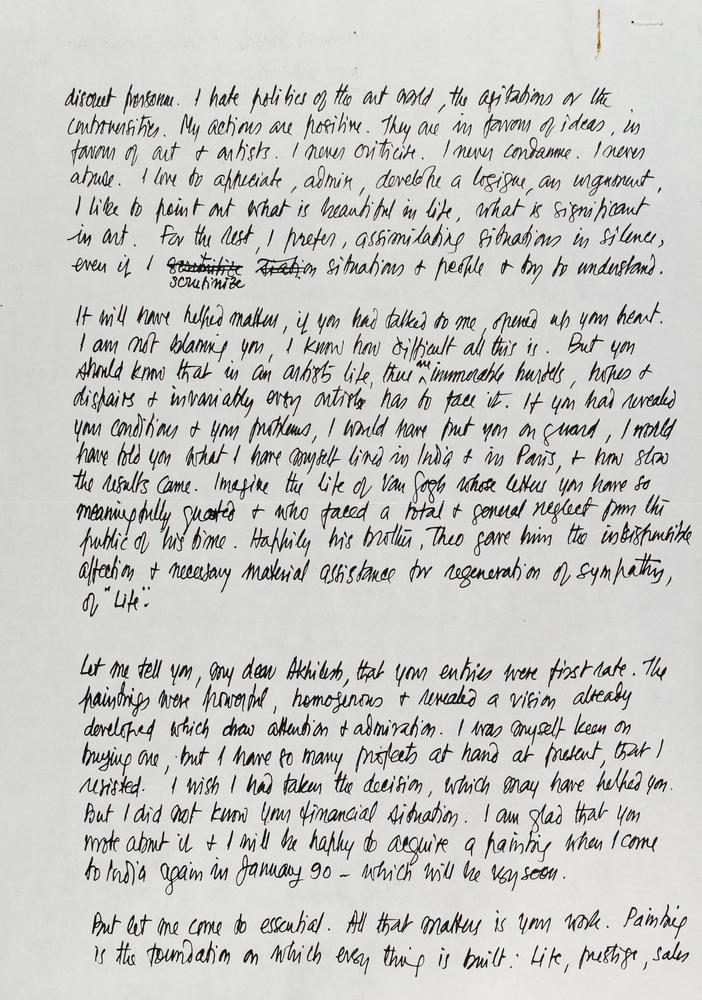 discreet personne. I hate politics of the art world, the agitations or the
controversities. My actions are positive. They are in favour of ideas, in
favour of art + artists. I never criticise. I never condamne. I never
abuse. I love to appreciate, admire, develope a logique, an urgnoment,
I like to point out what is beautiful in life, what is significant
in art. For the rest, I prefer, assimilating situations in silence,
even if I scrutinize situations + people + try to understand.
It will have helped matters, if you had talked to me, opened up your heart.
I am not blaming you, I know how difficult all this is. But you
should know that in an artists life, there are immumorable hurdels, hopes +
dispairs + invariably every artist has to face it. If you had revealed
your conditions + your problems, I would have put you on guard, I would
have told you what I have myself lived in India + in Paris, + how slow
the results came. Imagine the life of Van Gogh whose letters you have so
meaningfully quoted + who faced a total + general neglect from the
public of his time. Happily his brother, Theo gave him the indispensible
affection + necessary material assistance for regeneration of sympathy,
of "Life".
Let me tell you, my dear Akhilesh, that your entries were first rate. The
paintings were powerful, homogenous + revealed a vision already
developed which draw attention + admiration. I was myself keen on
buying one, but I have so many projects at hand at present, that I
resisted. I wish I had taken the decision, which may have helped you.
But I did not know your financial situation. I am glad that you
wrote about it + I will be happy to acquire a painting when I come
to India again in January 90 – which will be very soon.
But let me come to essential. All that matters is your work. Painting
is the foundation on which every thing is built: Life, prestige, sales